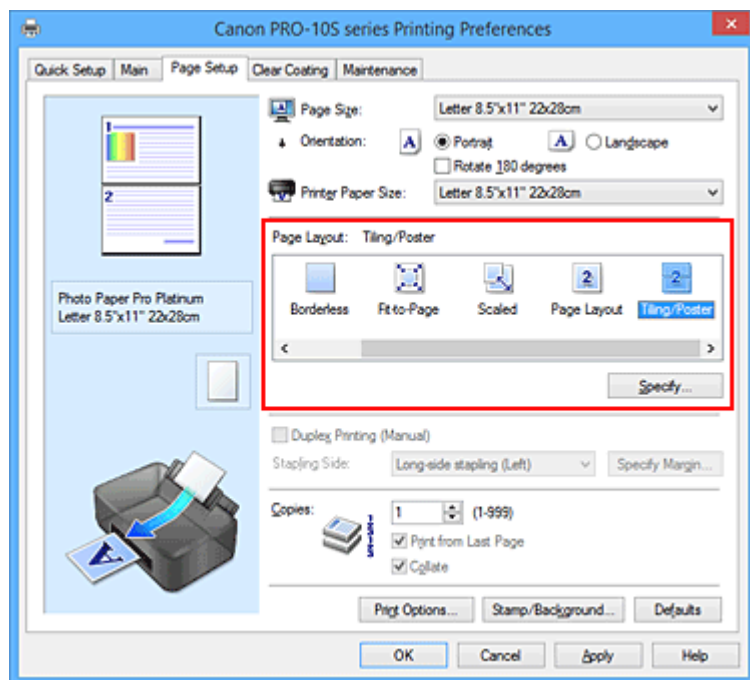 Canon PRO-10S series Printing Preferences
Quick Setup Main Page Setup Clear Coating Maintenance
1
2
Photo Paper Pro Platinum
Letter 8.5"x11" 22x28cm
A
Page Size: Letter 8.5"x11" 22x28cm
Orientation: A Portrait A Landscape
Rotate 180 degrees
Printer Paper Size: Letter 8.5"x11" 22x28cm
Page Layout: Tiling/Poster
2 2
Borderless Fit-to-Page Scaled Page Layout Tiling/Poster
Specify...
Duplex Printing (Manual)
Stapling Side: Long-side stapling (Left) Specify Margin...
Copies: 1 (1-999)
Print from Last Page
Collate
Print Options... Stamp/Background... Defaults
OK Cancel Apply Help